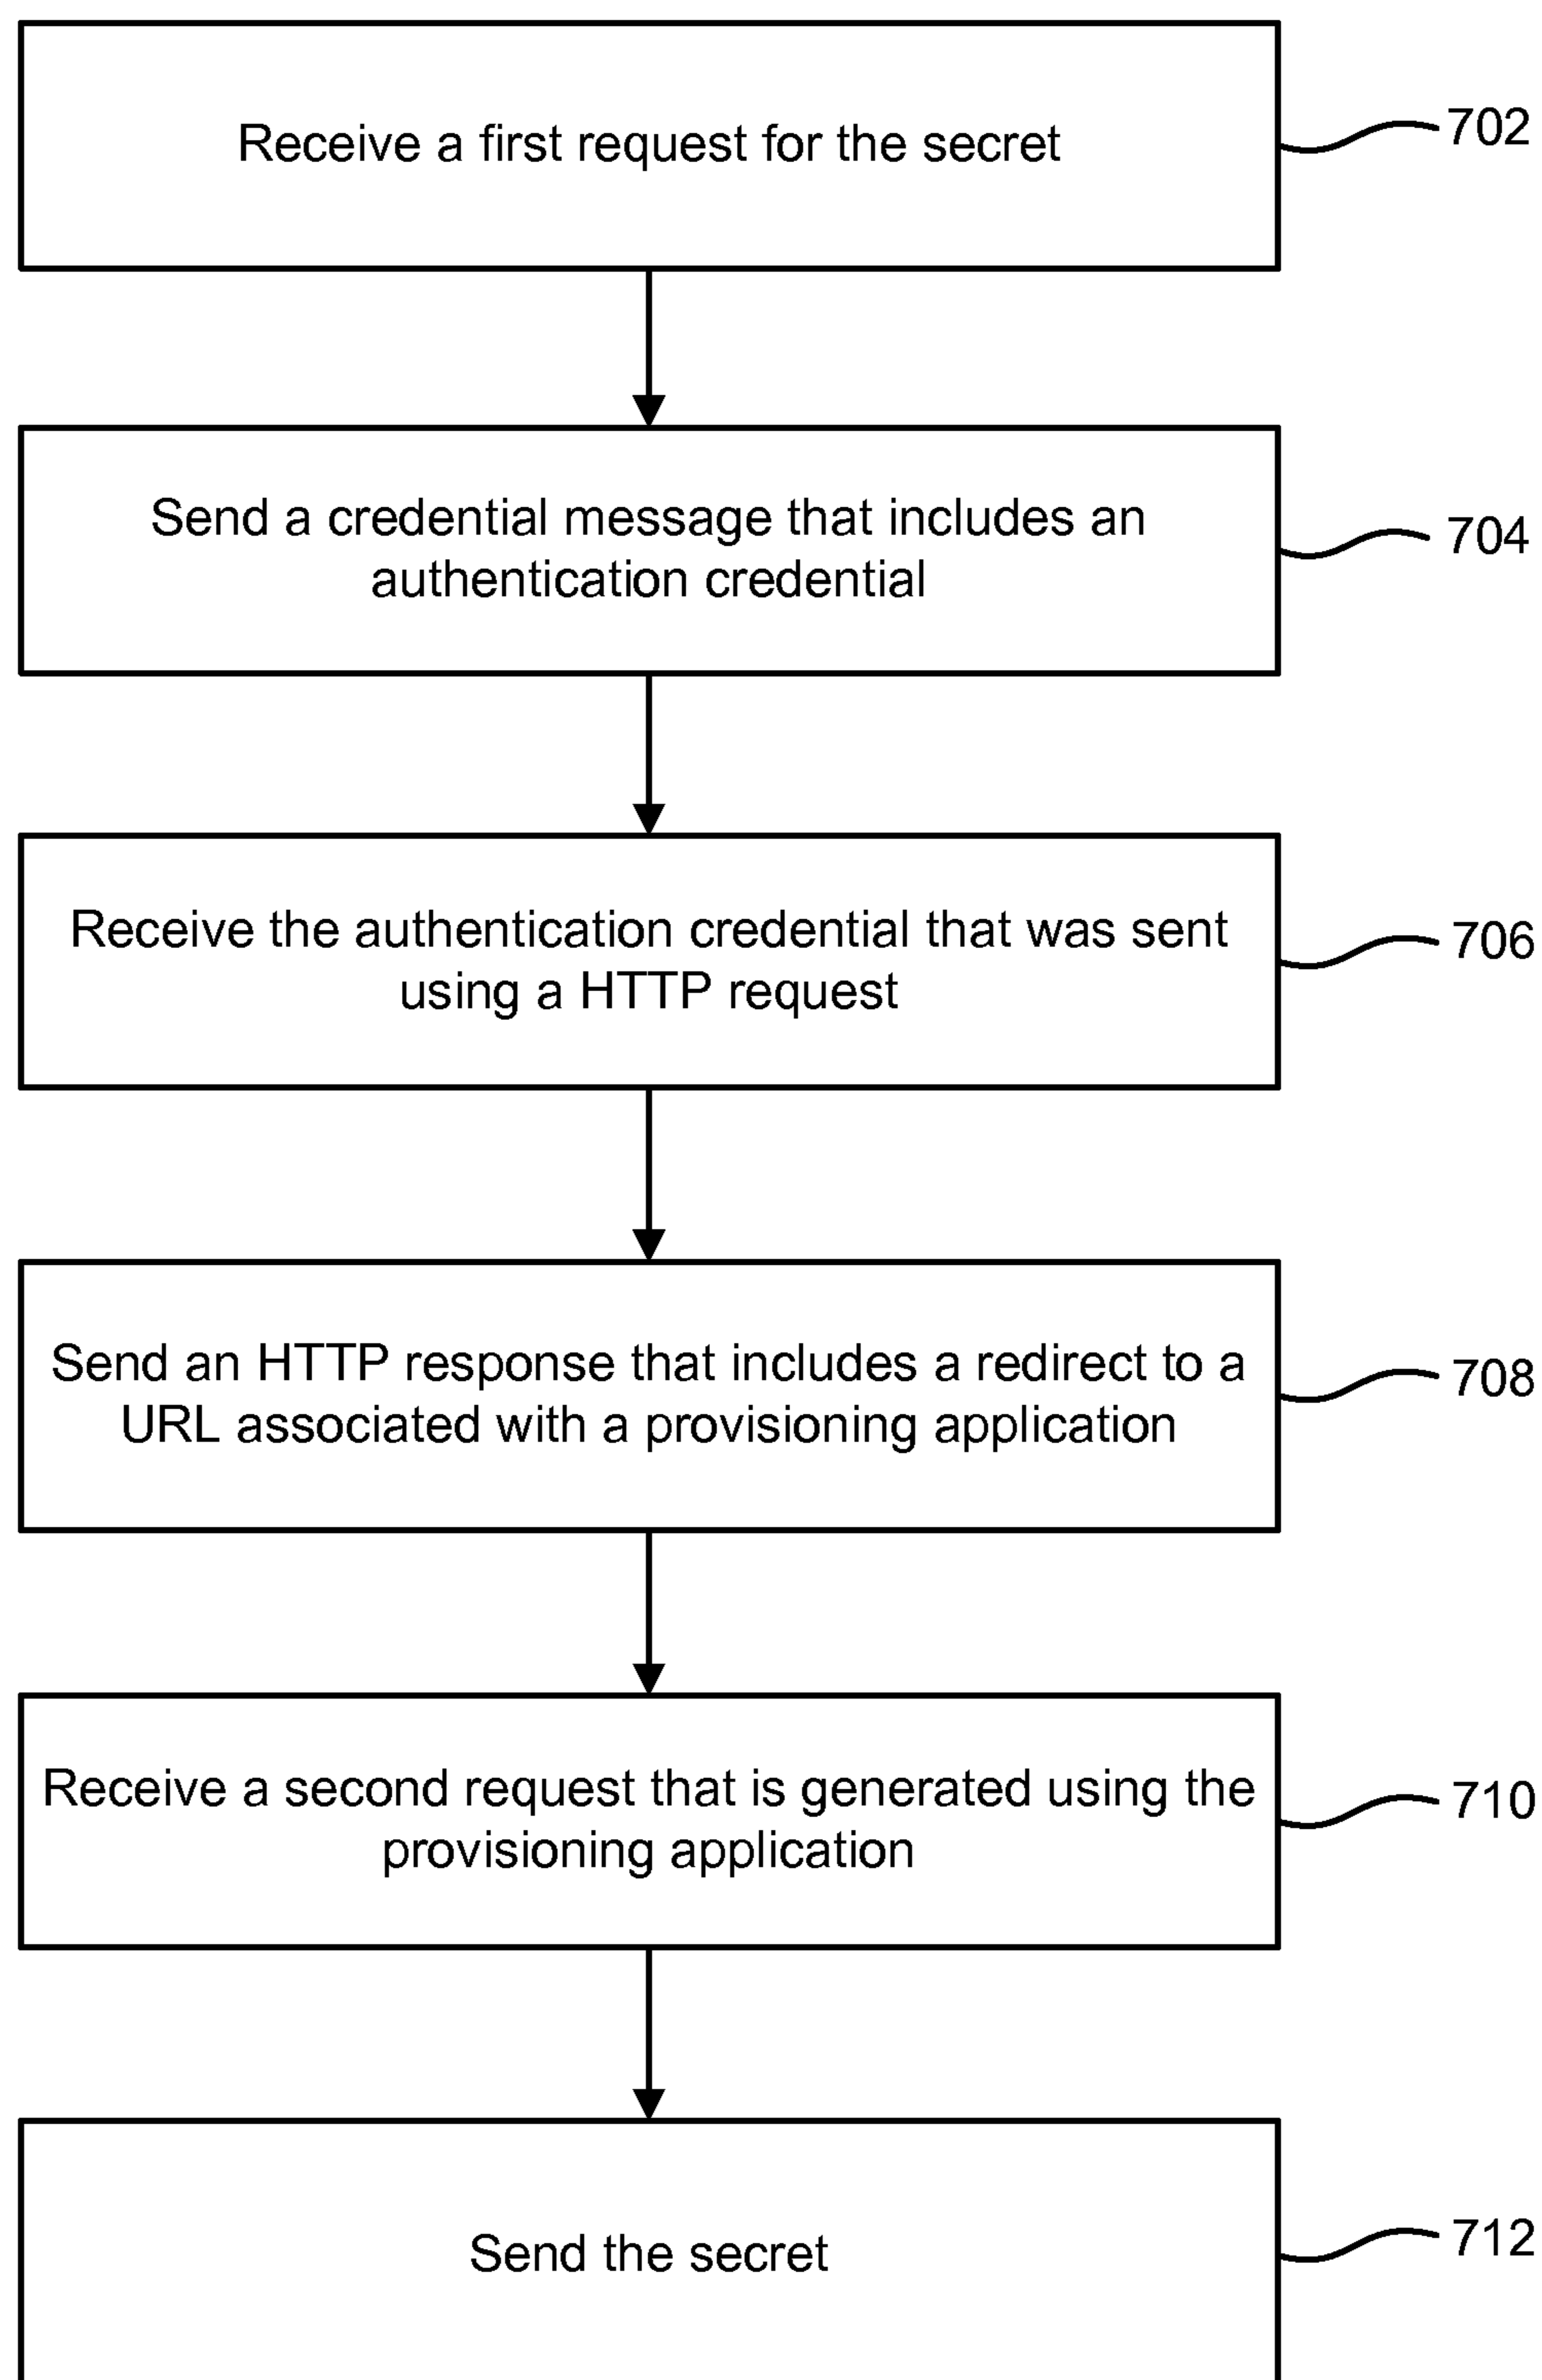 Receive a first request for the secret
702
Send a credential message that includes an
authentication credential
704
Receive the authentication credential that was sent
using a HTTP request
706
Send an HTTP response that includes a redirect to a
URL associated with a provisioning application
708
Receive a second request that is generated using the
provisioning application
710
Send the secret
712